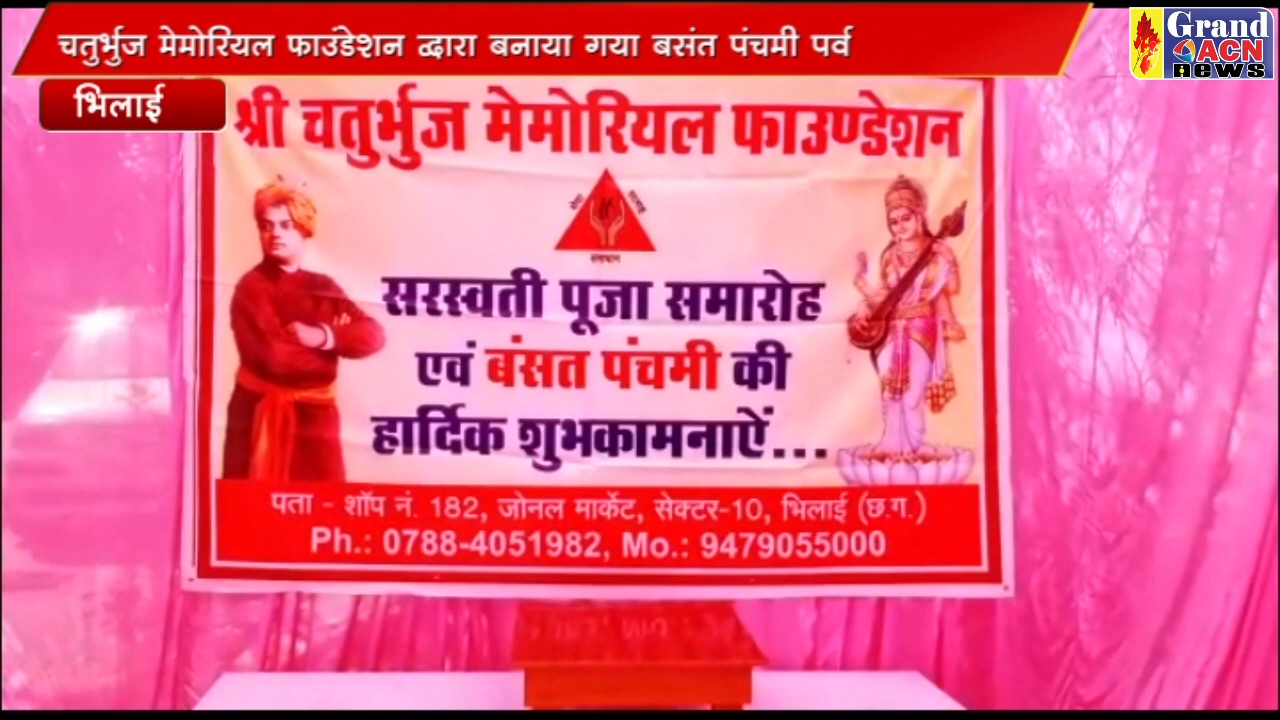 चतुर्भुज मेमोरियल फाउंडेशन द्वारा बनाया गया बसंत पंचमी पर्व
Grand
ACN
news
भिलाई
श्री चतुर्भुज मेमोरियल फाउण्डेशन
समाधान
सरस्वती पूजा समारोह
एवं बंसत पंचमी की
हार्दिक शुभकामनाऐं...
पता - शॉप नं. 182, जोनल मार्केट, सेक्टर-10, भिलाई (छ.ग.)
Ph.: 0788-4051982, Mo.: 9479055000